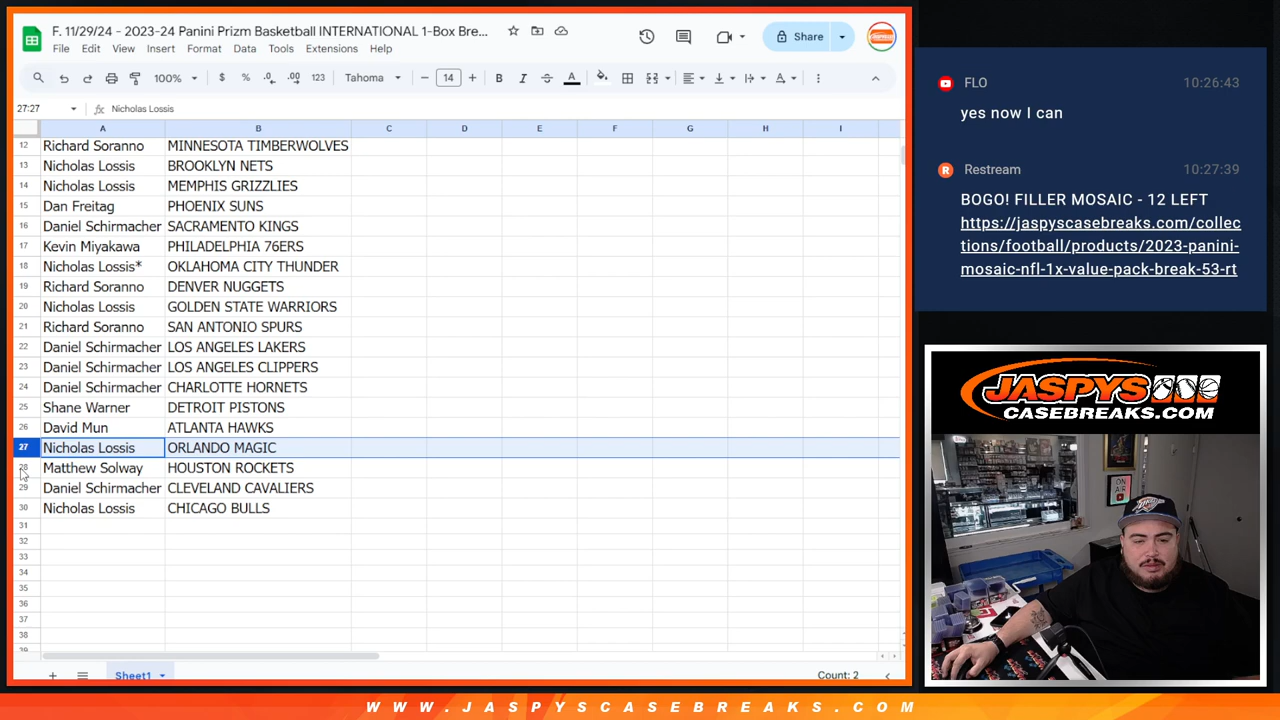 F. 11/29/24 - 2023-24 Panini Prizm Basketball INTERNATIONAL 1-Box Bre...
File Edit View Insert Format Data Tools Extensions Help
Share
100% $ % .0 .00 123 Tahoma - 14 + B I A
27:27 fx Nicholas Lossis
A B C D E F G H I
12 Richard Soranno MINNESOTA TIMBERWOLVES
13 Nicholas Lossis BROOKLYN NETS
14 Nicholas Lossis MEMPHIS GRIZZLIES
15 Dan Freitag PHOENIX SUNS
16 Daniel Schirmacher SACRAMENTO KINGS
17 Kevin Miyakawa PHILADELPHIA 76ERS
18 Nicholas Lossis* OKLAHOMA CITY THUNDER
19 Richard Soranno DENVER NUGGETS
20 Nicholas Lossis GOLDEN STATE WARRIORS
21 Richard Soranno SAN ANTONIO SPURS
22 Daniel Schirmacher LOS ANGELES LAKERS
23 Daniel Schirmacher LOS ANGELES CLIPPERS
24 Daniel Schirmacher CHARLOTTE HORNETS
25 Shane Warner DETROIT PISTONS
26 David Mun ATLANTA HAWKS
27 Nicholas Lossis ORLANDO MAGIC
28 Matthew Solway HOUSTON ROCKETS
29 Daniel Schirmacher CLEVELAND CAVALIERS
30 Nicholas Lossis CHICAGO BULLS
31
32
33
34
35
36
37
38
39
Sheet1
Count: 2
FLO 10:26:43
yes now I can
Restream 10:27:39
BOGO! FILLER MOSAIC - 12 LEFT
https://jaspyscasebreaks.com/collec
tions/football/products/2023-panini-
mosaic-nfl-1x-value-pack-break-53-rt
JASPYS
CASEBREAKS.COM
ON
AIR
WWW.JASPYSCASEBREAKS.COM